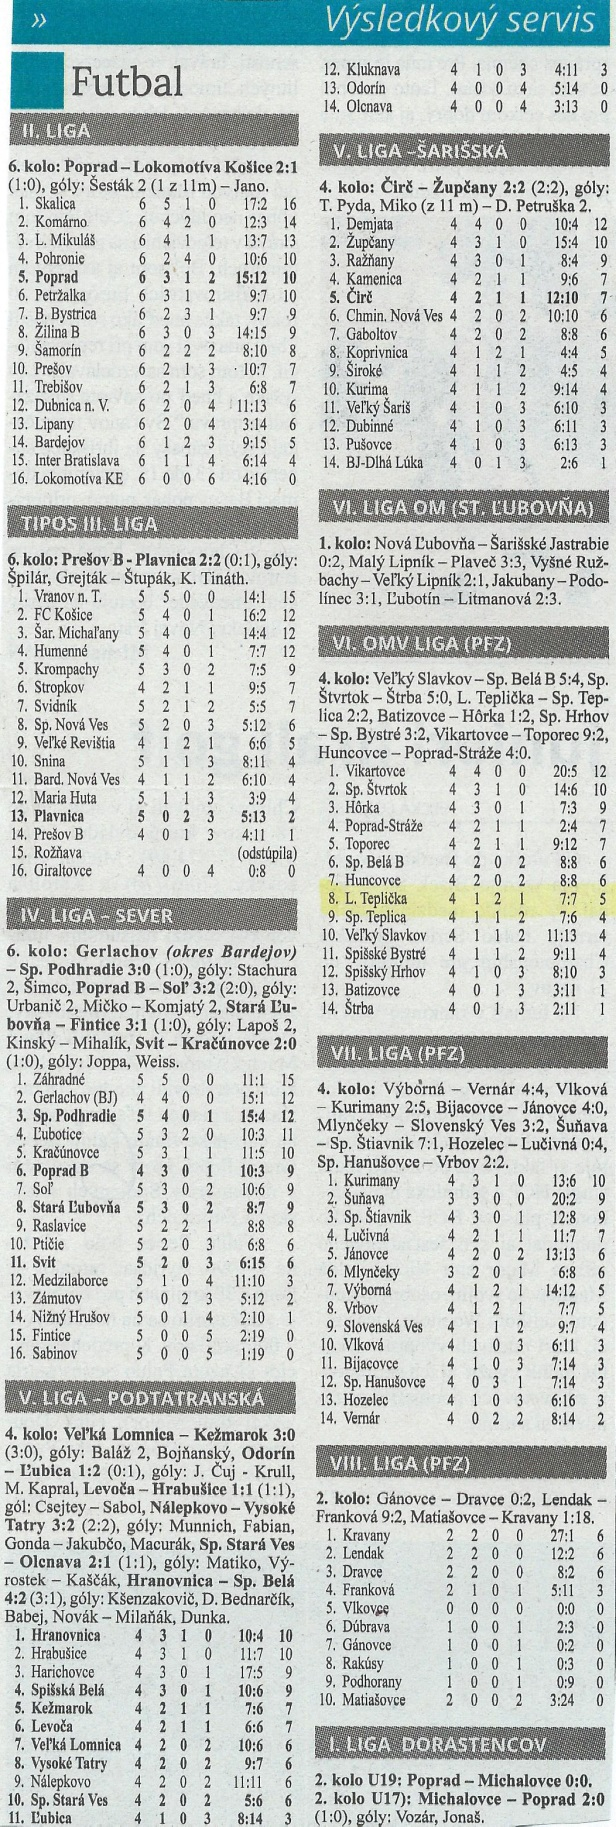 »
Výsledkový servis
Futbal
II. LIGA
6. kolo: Poprad – Lokomotíva Košice 2:1
(1:0), góly: Šesták 2 (1 z 11m) – Jano.
1. Skalica 6 5 1 0 17:2 16
2. Komárno 6 4 2 0 12:3 14
3. L. Mikuláš 6 4 1 1 13:7 13
4. Pohronie 6 2 4 0 10:6 10
5. Poprad 6 3 1 2 15:12 10
6. Petržalka 6 3 1 2 9:7 10
7. B. Bystrica 6 2 3 1 9:7 9
8. Žilina B 6 3 0 3 14:15 9
9. Šamorín 6 2 2 2 8:10 8
10. Prešov 6 2 1 3 10:7 7
11. Trebišov 6 2 1 3 6:8 7
12. Dubnica n. V. 6 2 0 4 11:13 6
13. Lipany 6 2 0 4 3:14 6
14. Bardejov 6 1 2 3 9:15 5
15. Inter Bratislava 6 1 1 4 6:14 4
16. Lokomotíva KE 6 0 0 6 4:16 0
TIPOS III. LIGA
6. kolo: Prešov B - Plavnica 2:2 (0:1), góly:
Špilár, Grejták – Štupák, K. Tináth.
1. Vranov n. T. 5 5 0 0 14:1 15
2. FC Košice 5 4 0 1 16:2 12
3. Šar. Michaľany 5 4 0 1 14:4 12
4. Humenné 5 4 0 1 7:7 12
5. Krompachy 5 3 0 2 7:5 9
6. Stropkov 4 2 1 1 9:5 7
7. Svidník 5 2 1 2 5:5 7
8. Sp. Nová Ves 5 2 0 3 5:12 6
9. Veľké Revištia 4 1 2 1 6:6 5
10. Snina 5 1 1 3 8:11 4
11. Bard. Nová Ves 4 1 1 2 6:10 4
12. Maria Huta 5 1 1 3 3:9 4
13. Plavnica 5 0 2 3 5:13 2
14. Prešov B 4 0 1 3 4:11 1
15. Rožňava (odstúpila)
16. Giraltovce 4 0 0 4 0:8 0
IV. LIGA – SEVER
6. kolo: Gerlachov (okres Bardejov)
– Sp. Podhradie 3:0 (1:0), góly: Stachura
2, Šimco, Poprad B – Soľ 3:2 (2:0), góly:
Urbanič 2, Mičko – Komjatý 2, Stará Ľu-
bovňa – Fintice 3:1 (1:0), góly: Lapoš 2,
Kinský – Mihalík, Svit – Kračúnovce 2:0
(1:0), góly: Joppa, Weiss.
1. Záhradné 5 5 0 0 11:1 15
2. Gerlachov (BJ) 4 4 0 0 15:1 12
3. Sp. Podhradie 5 4 0 1 15:4 12
4. Ľubotice 5 3 2 0 10:3 11
5. Kračúnovce 5 3 1 1 11:5 10
6. Poprad B 4 3 0 1 10:3 9
7. Soľ 5 3 0 2 10:6 9
8. Stará Ľubovňa 5 3 0 2 8:7 9
9. Raslavice 5 2 2 1 8:8 8
10. Ptičie 5 2 0 3 6:8 6
11. Svit 5 2 0 3 6:15 6
12. Medzilaborce 5 1 0 4 11:10 3
13. Zámutov 5 0 2 3 5:12 2
14. Nižný Hrušov 5 0 1 4 2:10 1
15. Fintice 5 0 0 5 2:19 0
16. Sabinov 5 0 0 5 1:19 0
V. LIGA – PODTATRANSKÁ
4. kolo: Veľká Lomnica – Kežmarok 3:0
(3:0), góly: Baláž 2, Bojňanský, Odorín
– Ľubica 1:2 (0:1), góly: J. Čuj - Krull,
M. Kapral, Levoča – Hrabušice 1:1 (1:1),
gól: Csejtey – Sabol, Nálepkovo – Vysoké
Tatry 3:2 (2:2), góly: Munnich, Fabian,
Gonda – Jakubčo, Macurák, Sp. Stará Ves
– Olcnava 2:1 (1:1), góly: Matiko, Vý-
rostek – Kaščák, Hranovnica – Sp. Belá
4:2 (3:1), góly: Kšenzakovič, D. Bednarčík,
Babej, Novák – Milaňák, Dunka.
1. Hranovnica 4 3 1 0 10:4 10
2. Hrabušice 4 3 1 0 11:7 10
3. Harichovce 4 3 0 1 17:5 9
4. Spišská Belá 4 3 0 1 10:6 9
5. Kežmarok 4 2 1 1 7:6 7
6. Levoča 4 2 1 1 6:6 7
7. Veľká Lomnica 4 2 0 2 10:6 6
8. Vysoké Tatry 4 2 0 2 9:7 6
9. Nálepkovo 4 2 0 2 11:11 6
10. Sp. Stará Ves 4 2 0 2 5:6 6
11. Ľubica 4 1 0 3 8:14 3
12. Kluknava 4 1 0 3 4:11 3
13. Odorín 4 0 0 4 5:14 0
14. Olcnava 4 0 0 4 3:13 0
V. LIGA –ŠARIŠSKÁ
4. kolo: Čirč – Župčany 2:2 (2:2), góly:
T. Pyda, Miko (z 11 m) – D. Petruška 2.
1. Demjata 4 4 0 0 10:4 12
2. Župčany 4 3 1 0 15:4 10
3. Ražňany 4 3 0 1 8:4 9
4. Kamenica 4 2 1 1 9:6 7
5. Čirč 4 2 1 1 12:10 7
6. Chmin. Nová Ves 4 2 0 2 10:10 6
7. Gaboltov 4 2 0 2 8:8 6
8. Koprivnica 4 1 2 1 4:4 5
9. Široké 4 1 1 2 4:5 4
10. Kurima 4 1 1 2 9:14 4
11. Veľký Šariš 4 1 0 3 6:10 3
12. Dubinné 4 1 0 3 6:11 3
13. Pušovce 4 1 0 3 6:13 3
14. BJ-Dlhá Lúka 4 0 1 3 2:6 1
VI. LIGA OM (ST. ĽUBOVŇA)
1. kolo: Nová Ľubovňa – Šarišské Jastrabie
0:2, Malý Lipník – Plaveč 3:3, Vyšné Ruž-
bachy – Veľký Lipník 2:1, Jakubany – Podo-
línec 3:1, Ľubotín – Litmanová 2:3.
VI. OMV LIGA (PFZ)
4. kolo: Veľký Slavkov – Sp. Belá B 5:4, Sp.
Štvrtok – Štrba 5:0, L. Teplička – Sp. Tep-
lica 2:2, Batizovce – Hôrka 1:2, Sp. Hrhov
– Sp. Bystré 3:2, Vikartovce – Toporec 9:2,
Huncovce – Poprad-Stráže 4:0.
1. Vikartovce 4 4 0 0 20:5 12
2. Sp. Štvrtok 4 3 1 0 14:6 10
3. Hôrka 4 3 0 1 7:3 9
4. Poprad-Stráže 4 2 1 1 2:4 7
5. Toporec 4 2 1 1 9:12 7
6. Sp. Belá B 4 2 0 2 8:8 6
7. Huncovce 4 2 0 2 8:8 6
8. L. Teplička 4 1 2 1 7:7 5
9. Sp. Teplica 4 1 1 2 7:6 4
10. Veľký Slavkov 4 1 1 2 11:13 4
11. Spišské Bystré 4 1 1 2 9:11 4
12. Spišský Hrhov 4 1 0 3 8:10 3
13. Batizovce 4 0 1 3 3:11 1
14. Štrba 4 0 1 3 2:11 1
VII. LIGA (PFZ)
4. kolo: Výborná – Vernár 4:4, Vlková
– Kurimany 2:5, Bijacovce – Jánovce 4:0,
Mlynčeky – Slovenský Ves 3:2, Šuňava
– Sp. Štiavnik 7:1, Hozelec – Lučivná 0:4,
Sp. Hanušovce – Vrbov 2:2.
1. Kurimany 4 3 1 0 13:6 10
2. Šuňava 3 3 0 0 20:2 9
3. Sp. Štiavnik 4 3 0 1 12:8 9
4. Lučivná 4 2 1 1 11:7 7
5. Jánovce 4 2 0 2 13:13 6
6. Mlynčeky 3 2 0 1 6:8 6
7. Výborná 4 1 2 1 14:12 5
8. Vrbov 4 1 2 1 7:7 5
9. Slovenská Ves 4 1 1 2 9:7 4
10. Vlková 4 1 0 3 6:11 3
11. Bijacovce 4 1 0 3 7:14 3
12. Sp. Hanušovce 4 0 3 1 7:14 3
13. Hozelec 4 1 0 3 6:16 3
14. Vernár 4 0 2 2 8:14 2
VIII. LIGA (PFZ)
2. kolo: Gánovce – Dravce 0:2, Lendak –
Franková 9:2, Matiašovce – Kravany 1:18.
1. Kravany 2 2 0 0 27:1 6
2. Lendak 2 2 0 0 12:2 6
3. Dravce 2 2 0 0 8:2 6
4. Franková 2 1 0 1 5:11 3
5. Vlkovce 0 0 0 0 0:0 0
6. Dúbrava 1 0 0 1 2:3 0
7. Gánovce 1 0 0 1 0:2 0
8. Rakúsy 1 0 0 1 0:3 0
9. Podhorany 1 0 0 1 0:9 0
10. Matiašovce 2 0 0 2 3:24 0
I. LIGA DORASTENCOV
2. kolo U19: Poprad – Michalovce 0:0.
2. kolo U17): Michalovce – Poprad 2:0
(1:0), góly: Vozár, Jonaš.